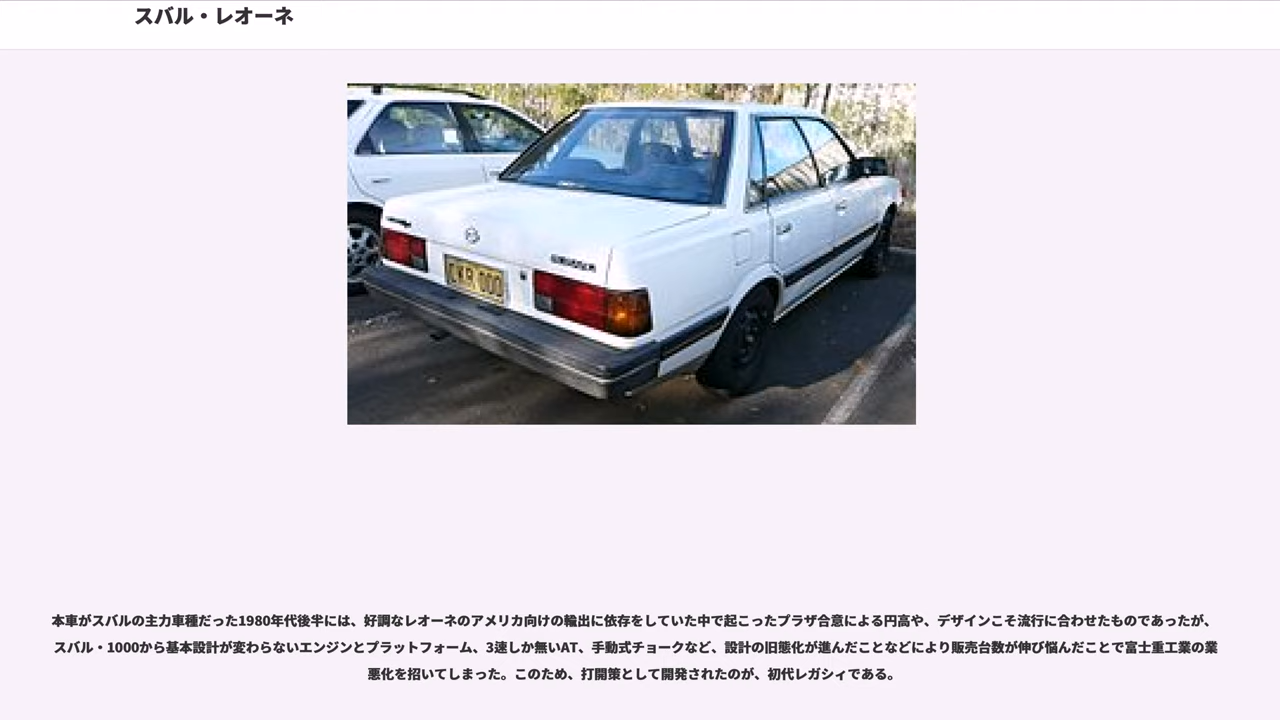 スバル・レオーネ
本車がスバルの主力車種だった1980年代後半には、好調なレオーネのアメリカ向けの輸出に依存をしていた中で起こったプラザ合意による円高や、デザインこそ流行に合わせたものであったが、
スバル・1000から基本設計が変わらないエンジンとプラットフォーム、3速しか無いAT、手動式チョークなど、設計の旧態化が進んだことなどにより販売台数が伸び悩んだことで富士重工業の業
悪化を招いてしまった。このため、打開策として開発されたのが、初代レガシィである。